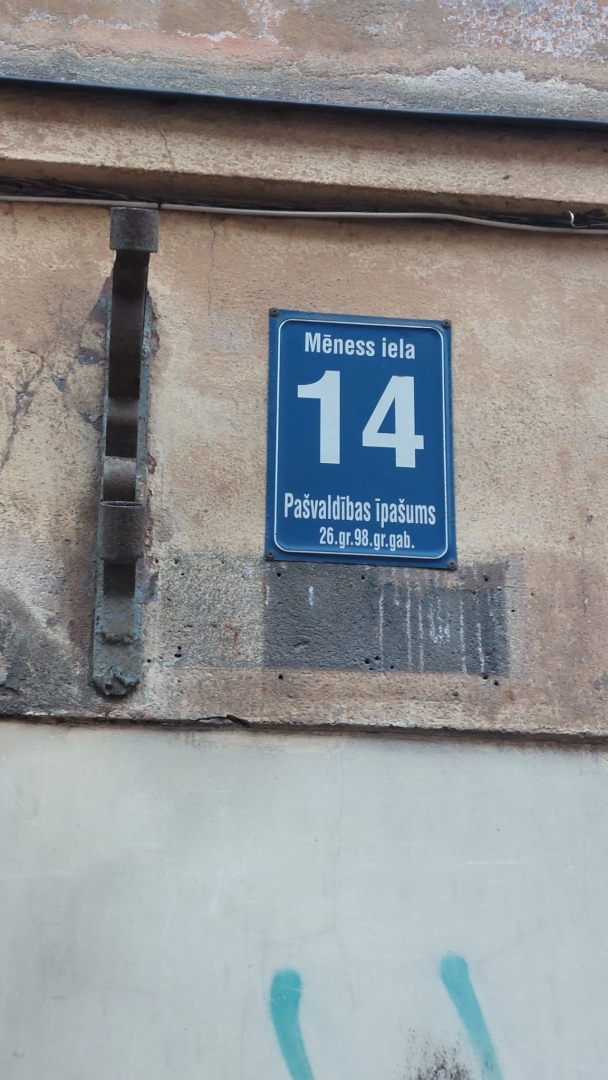 Mēness iela
14
Pašvaldības īpašums
26.gr.98.gr.gab.